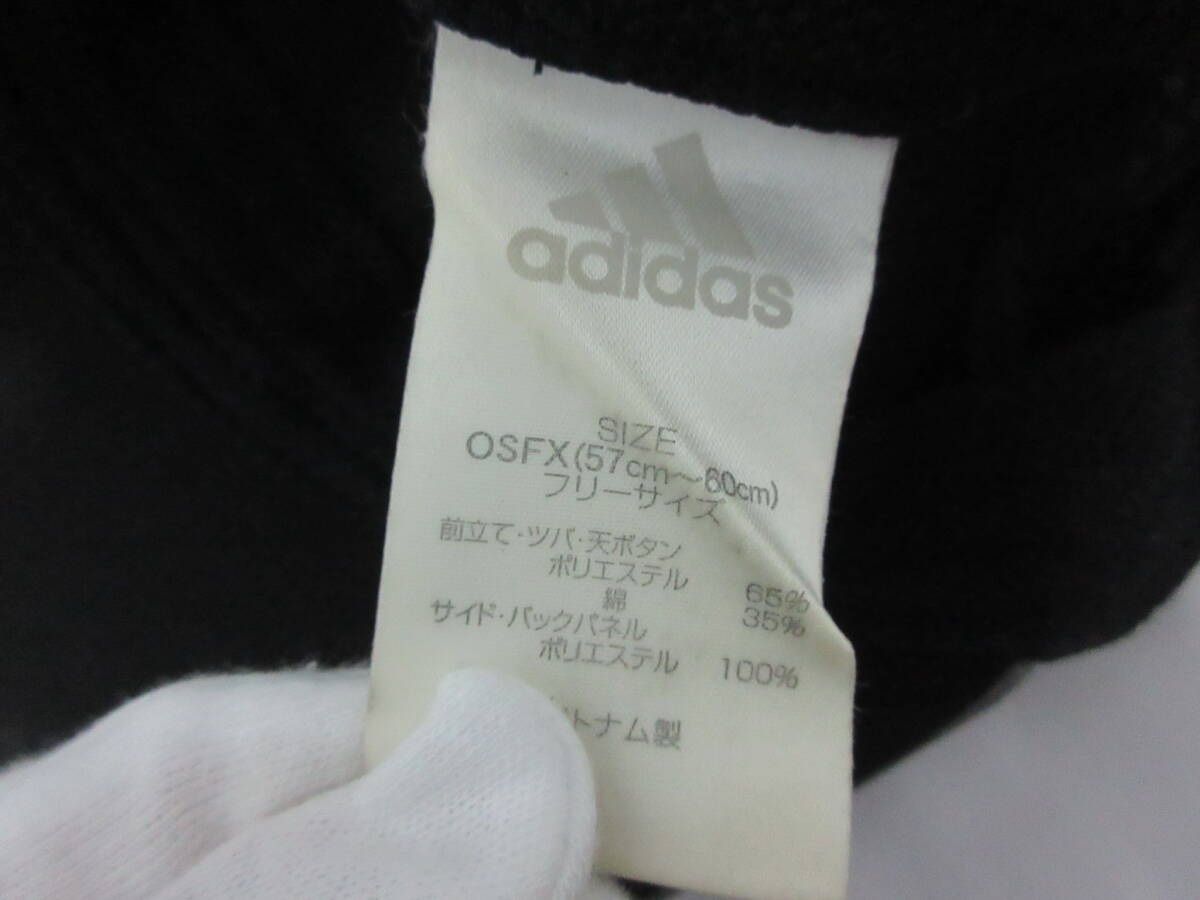 adidas
SIZE
OSFX(57cm～60cm)
フリーサイズ
前立て・ツバ・天ボタン
ポリエステル 65%
綿 35%
サイド・バックパネル
ポリエステル 100%
トナム製